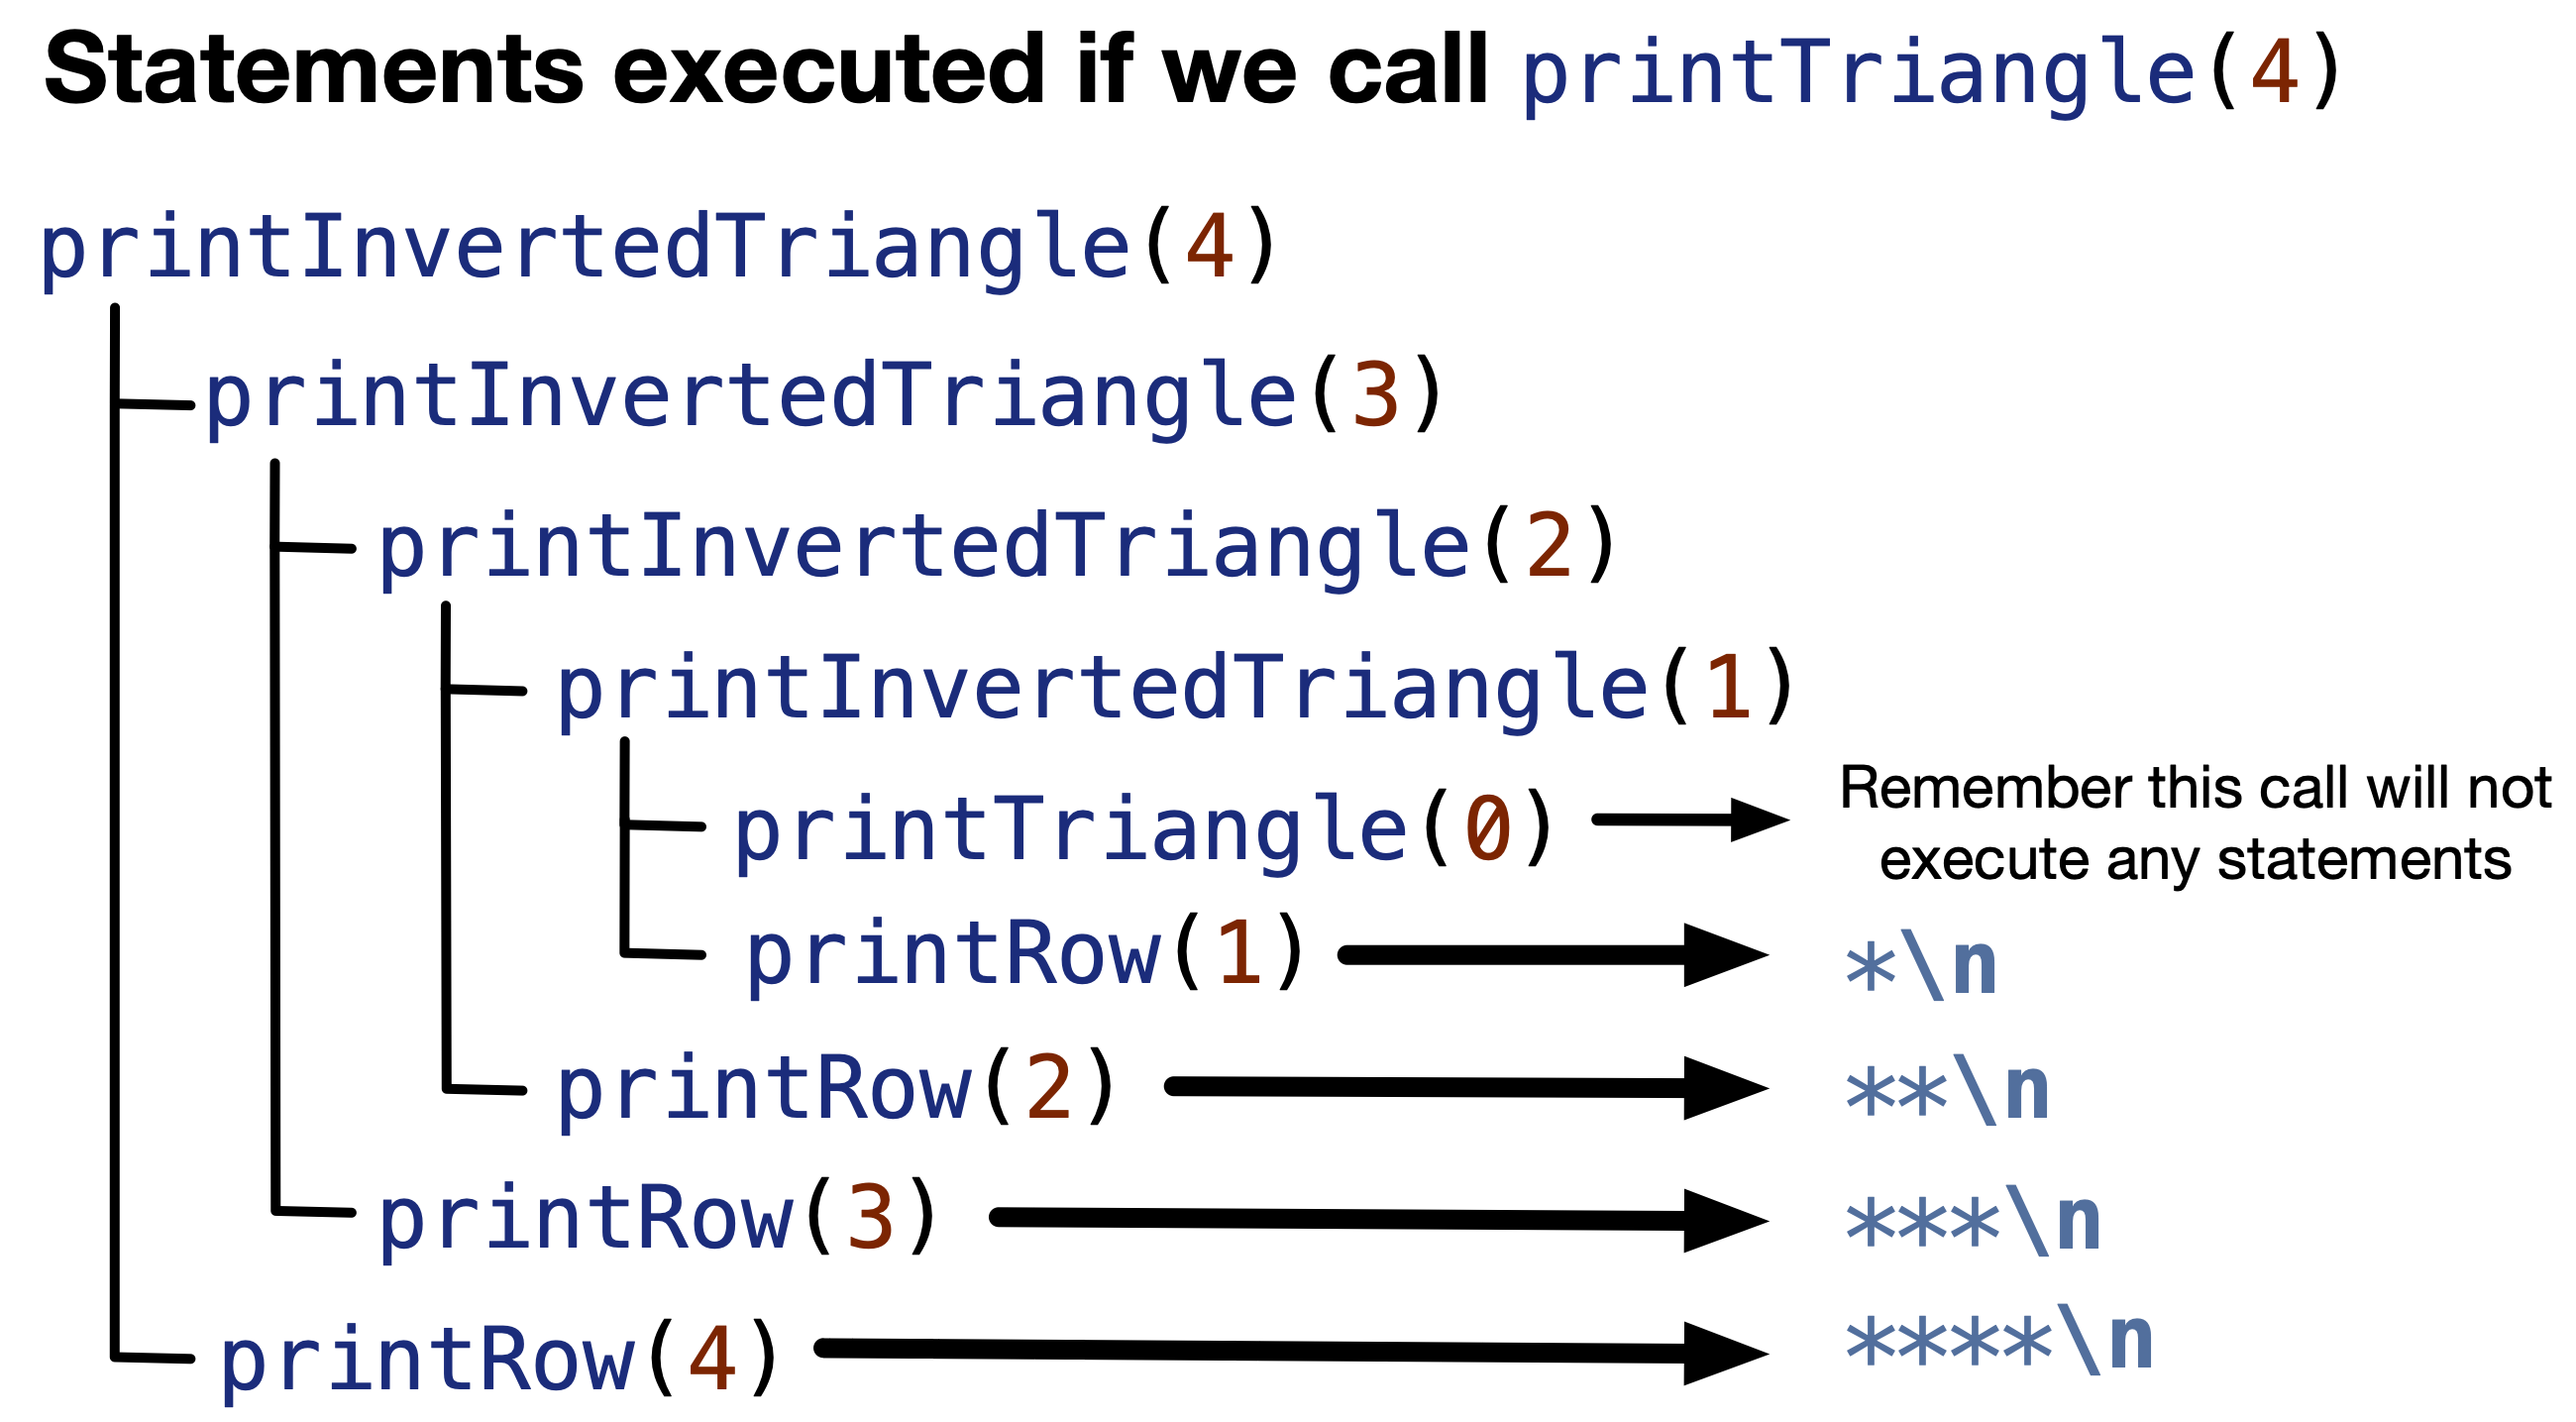 Statements executed if we call printTriangle(4)
printInvertedTriangle(4)
printInvertedTriangle(3)
printInvertedTriangle(2)
printInvertedTriangle(1)
printTriangle(0)
Remember this call will not
execute any statements
printRow(1)
*\n
printRow(2)
**\n
printRow(3)
***\n
printRow(4)
****\n